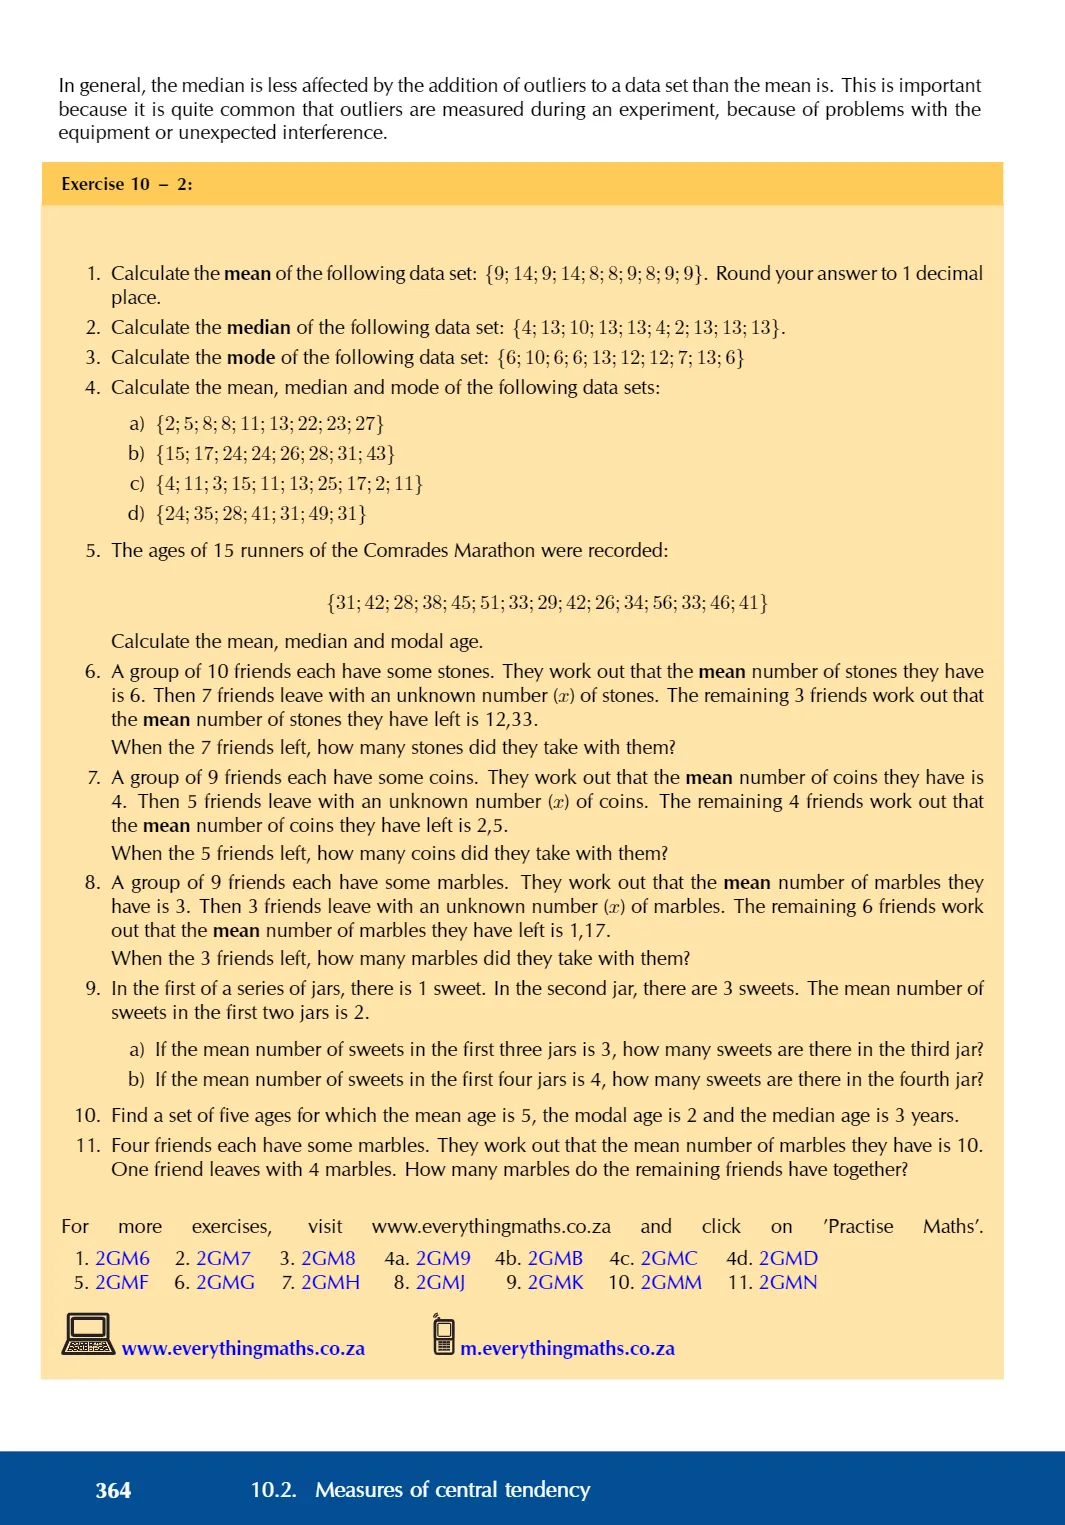 In general, the median is less affected by the addition of outliers to a data set than the mean is. This is important
because it is quite common that outliers are measured during an experiment, because of problems with the
equipment or unexpected interference.
Exercise 10 – 2:
1. Calculate the mean of the following data set: {9; 14; 9; 14; 8; 8; 9; 8; 9; 9}. Round your answer to 1 decimal
place.
2. Calculate the median of the following data set: {4; 13; 10; 13; 13; 4; 2; 13; 13; 13}.
3. Calculate the mode of the following data set: {6; 10; 6; 6; 13; 12; 12; 7; 13; 6}
4. Calculate the mean, median and mode of the following data sets:
a) {2; 5; 8; 8; 11; 13; 22; 23; 27}
b) {15; 17; 24; 24; 26; 28; 31; 43}
c) {4; 11; 3; 15; 11; 13; 25; 17; 2; 11}
d) {24; 35; 28; 41; 31; 49; 31}
5. The ages of 15 runners of the Comrades Marathon were recorded:
{31; 42; 28; 38; 45; 51; 33; 29; 42; 26; 34; 56; 33; 46; 41}
Calculate the mean, median and modal age.
6. A group of 10 friends each have some stones. They work out that the mean number of stones they have
is 6. Then 7 friends leave with an unknown number (x) of stones. The remaining 3 friends work out that
the mean number of stones they have left is 12,33.
When the 7 friends left, how many stones did they take with them?
7. A group of 9 friends each have some coins. They work out that the mean number of coins they have is
4. Then 5 friends leave with an unknown number (x) of coins. The remaining 4 friends work out that
the mean number of coins they have left is 2,5.
When the 5 friends left, how many coins did they take with them?
8. A group of 9 friends each have some marbles. They work out that the mean number of marbles they
have is 3. Then 3 friends leave with an unknown number (x) of marbles. The remaining 6 friends work
out that the mean number of marbles they have left is 1,17.
When the 3 friends left, how many marbles did they take with them?
9. In the first of a series of jars, there is 1 sweet. In the second jar, there are 3 sweets. The mean number of
sweets in the first two jars is 2.
a) If the mean number of sweets in the first three jars is 3, how many sweets are there in the third jar?
b) If the mean number of sweets in the first four jars is 4, how many sweets are there in the fourth jar?
10. Find a set of five ages for which the mean age is 5, the modal age is 2 and the median age is 3 years.
11. Four friends each have some marbles. They work out that the mean number of marbles they have is 10.
One friend leaves with 4 marbles. How many marbles do the remaining friends have together?
For more exercises, visit www.everythingmaths.co.za and click on ’Practise Maths’.
1. 2GM6 2. 2GM7 3. 2GM8 4a. 2GM9 4b. 2GMB 4c. 2GMC 4d. 2GMD
5. 2GMF 6. 2GMG 7. 2GMH 8. 2GMJ 9. 2GMK 10. 2GMM 11. 2GMN
www.everythingmaths.co.za m.everythingmaths.co.za
364 10.2. Measures of central tendency